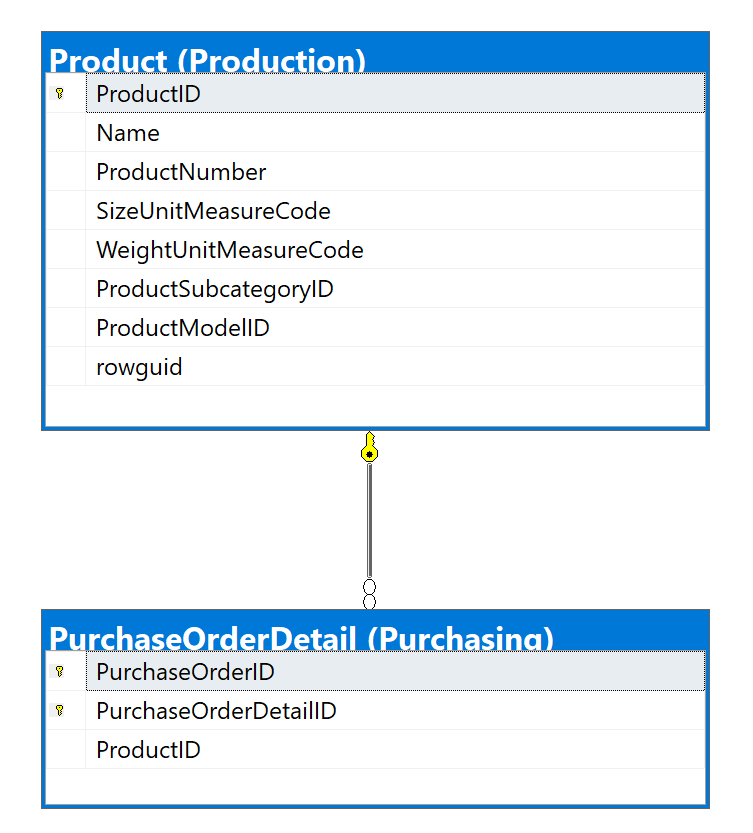 Product (Production)
ProductID
Name
ProductNumber
SizeUnitMeasureCode
WeightUnitMeasureCode
ProductSubcategoryID
ProductModelID
rowguid
PurchaseOrderDetail (Purchasing)
PurchaseOrderID
PurchaseOrderDetailID
ProductID